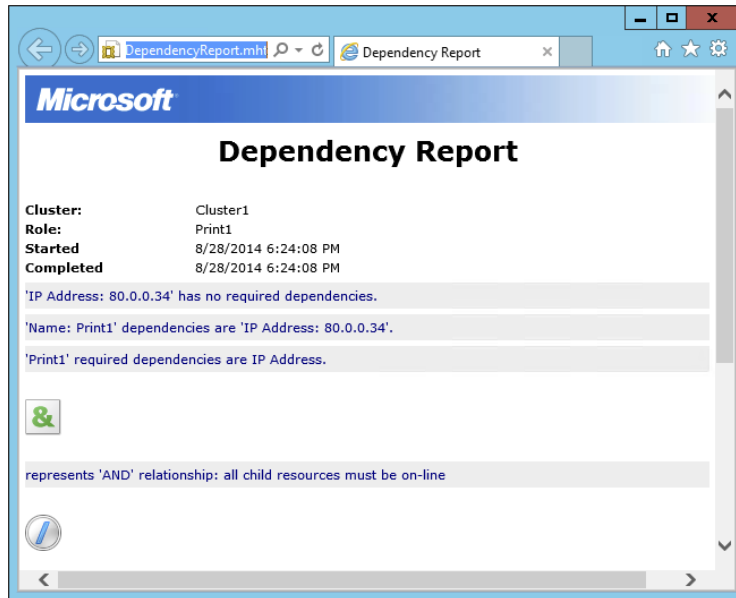 x
DependencyReport.mht
Dependency Report
Microsoft
Dependency Report
Cluster: Cluster1
Role: Print1
Started 8/28/2014 6:24:08 PM
Completed 8/28/2014 6:24:08 PM
'IP Address: 80.0.0.34' has no required dependencies.
'Name: Print1' dependencies are 'IP Address: 80.0.0.34'.
'Print1' required dependencies are IP Address.
&
represents 'AND' relationship: all child resources must be on-line